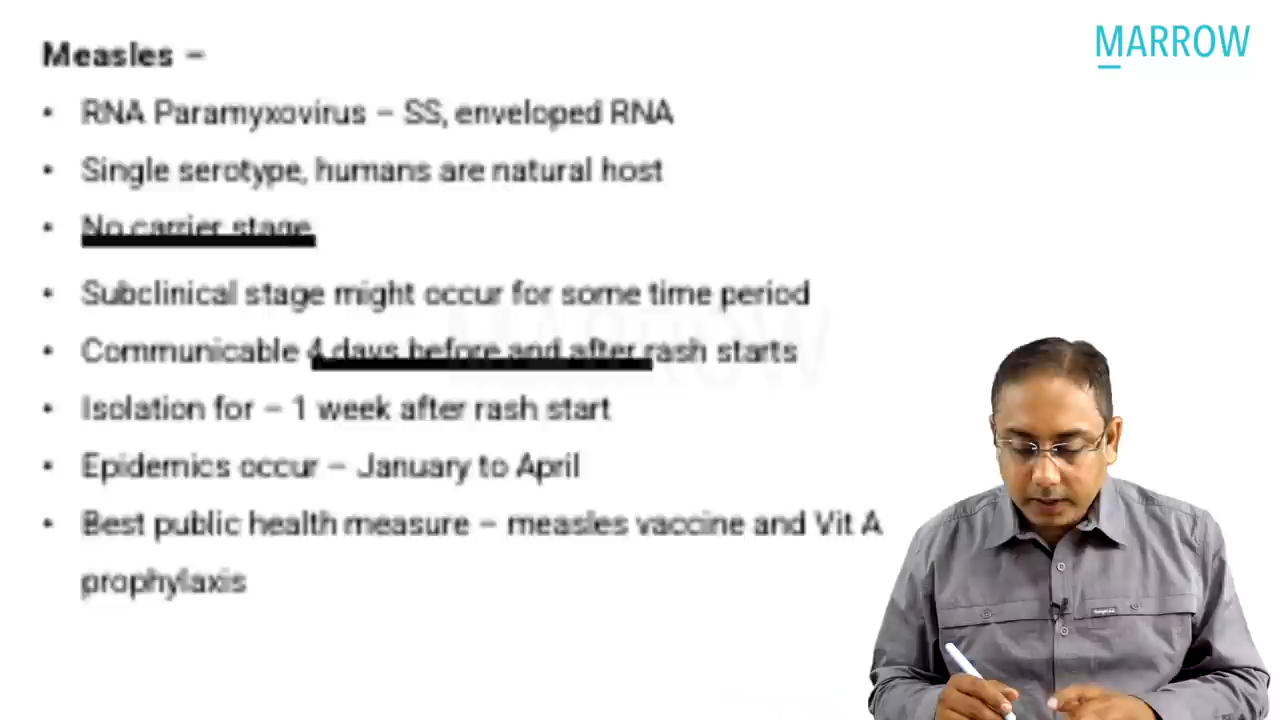 MARROW
Measles –
• RNA Paramyxovirus – SS, enveloped RNA
• Single serotype, humans are natural host
• No carrier stage
• Subclinical stage might occur for some time period
• Communicable 4 days before and after rash starts
• Isolation for – 1 week after rash start
• Epidemics occur – January to April
• Best public health measure – measles vaccine and Vit A
prophylaxis